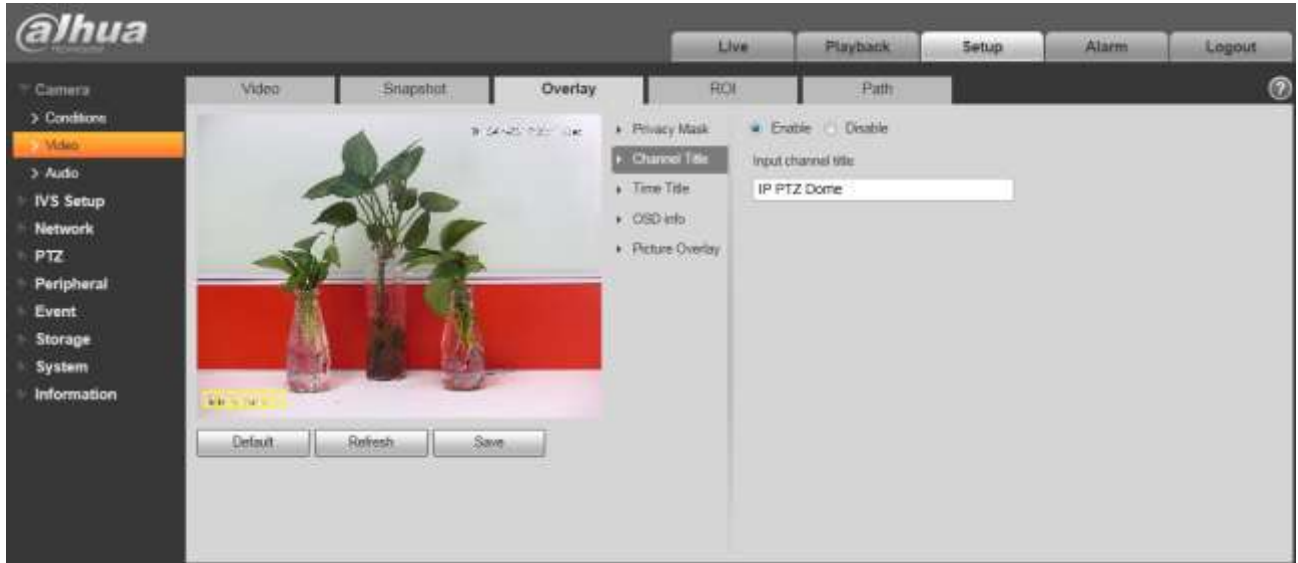 alhua
TECHNOLOGY
Live Playback Setup Alarm Logout
Camera
Conditions
Video
Audio
IVS Setup
Network
PTZ
Peripheral
Event
Storage
System
Information
Video Snapshot Overlay ROI Path
?
Privacy Mask
Channel Title
Time Title
OSD info
Picture Overlay
Enable Disable
Input channel title
IP PTZ Dome
Default Refresh Save